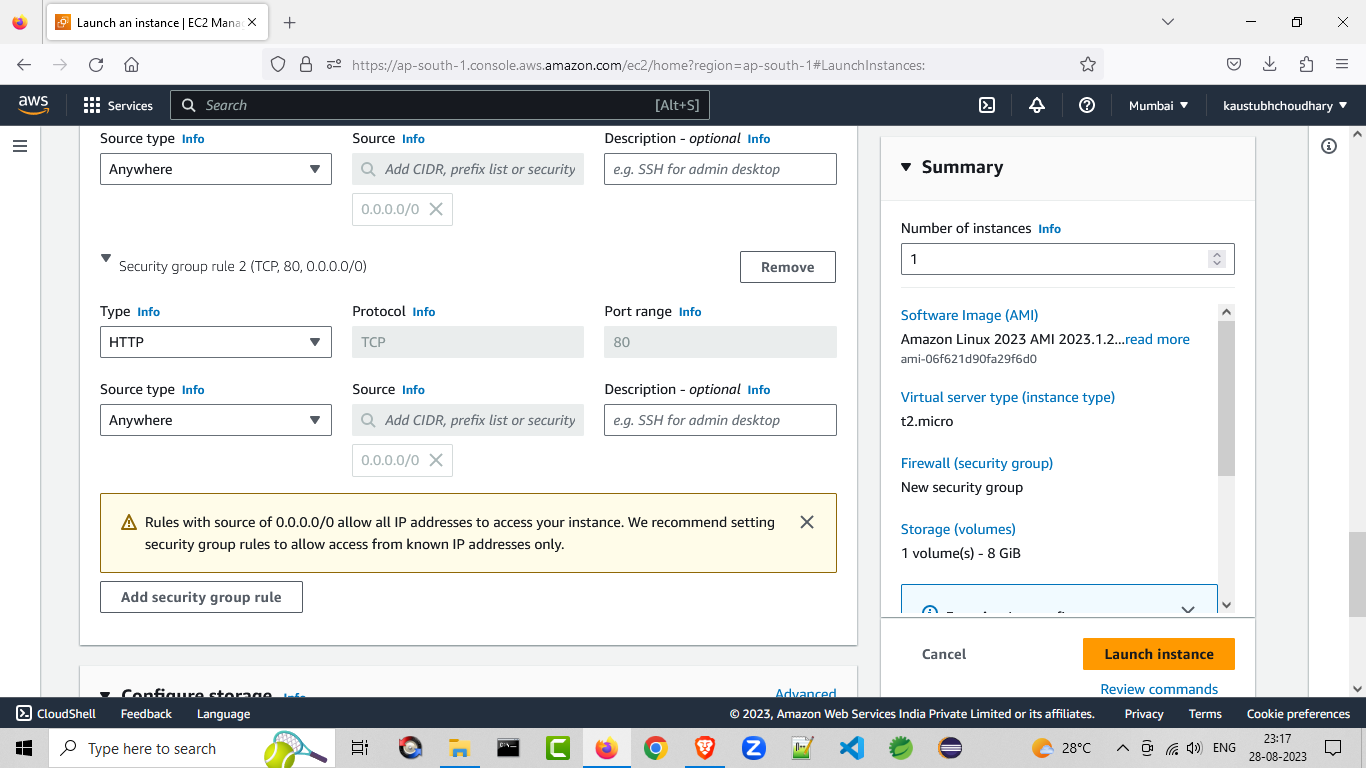 Launch an instance | EC2 Mana
https://ap-south-1.console.aws.amazon.com/ec2/home?region=ap-south-1#LaunchInstances:
aws
Services
Search
[Alt+S]
Mumbai
kaustubhchoudhary
Source type Info
Source Info
Description - optional Info
Anywhere
Add CIDR, prefix list or security
e.g. SSH for admin desktop
0.0.0.0/0
Security group rule 2 (TCP, 80, 0.0.0.0/0)
Remove
Type Info
Protocol Info
Port range Info
HTTP
TCP
80
Source type Info
Source Info
Description - optional Info
Anywhere
Add CIDR, prefix list or security
e.g. SSH for admin desktop
0.0.0.0/0
Rules with source of 0.0.0.0/0 allow all IP addresses to access your instance. We recommend setting
security group rules to allow access from known IP addresses only.
Add security group rule
Configure storage Info
Advanced
Summary
Number of instances Info
1
Software Image (AMI)
Amazon Linux 2023 AMI 2023.1.2...read more
ami-06f621d90fa29f6d0
Virtual server type (instance type)
t2.micro
Firewall (security group)
New security group
Storage (volumes)
1 volume(s) - 8 GiB
Cancel
Launch instance
Review commands
CloudShell
Feedback
Language
© 2023, Amazon Web Services India Private Limited or its affiliates.
Privacy
Terms
Cookie preferences
Type here to search
28°C
ENG
23:17
28-08-2023